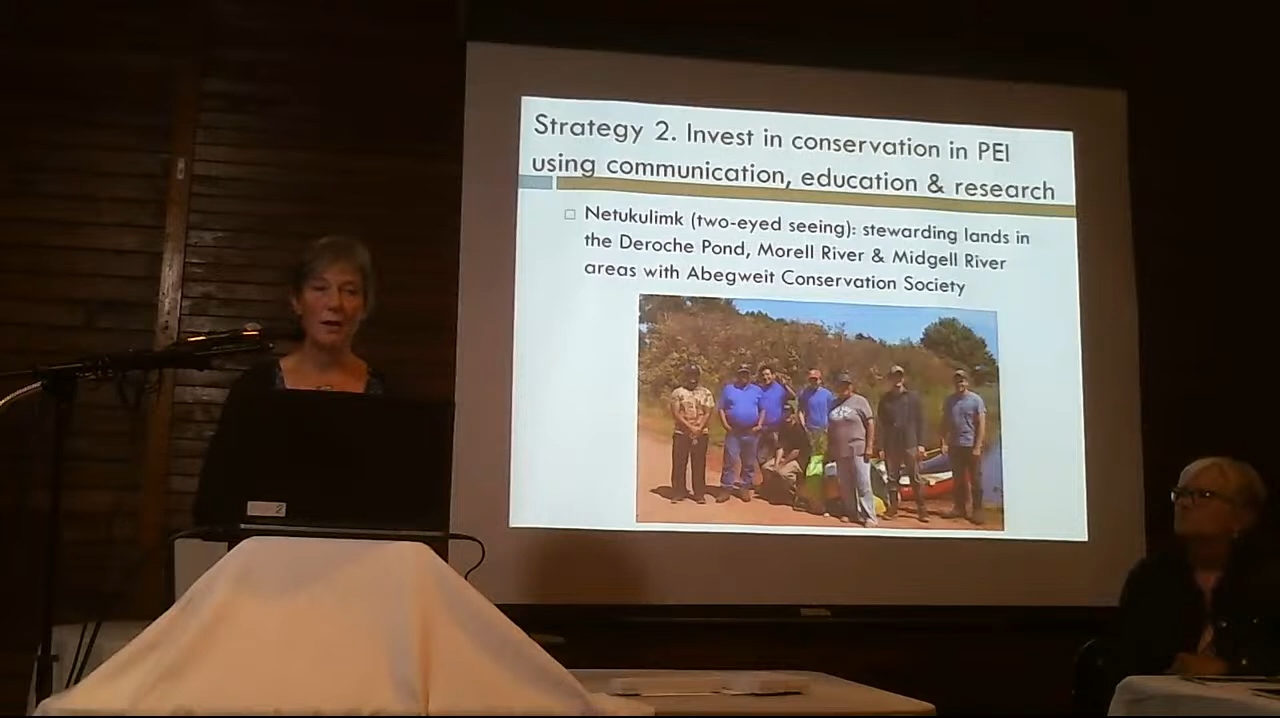 Strategy 2. Invest in conservation in PEI
using communication, education & research
Netukulimk (two-eyed seeing): stewarding lands in
the Deroche Pond, Morell River & Midgell River
areas with Abegweit Conservation Society
2